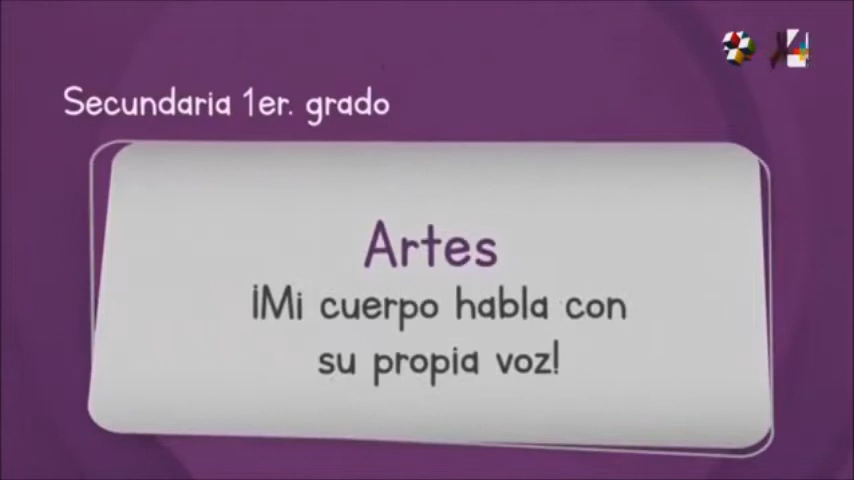 Secundaria 1er. grado
Artes
¡Mi cuerpo habla con
su propia voz!